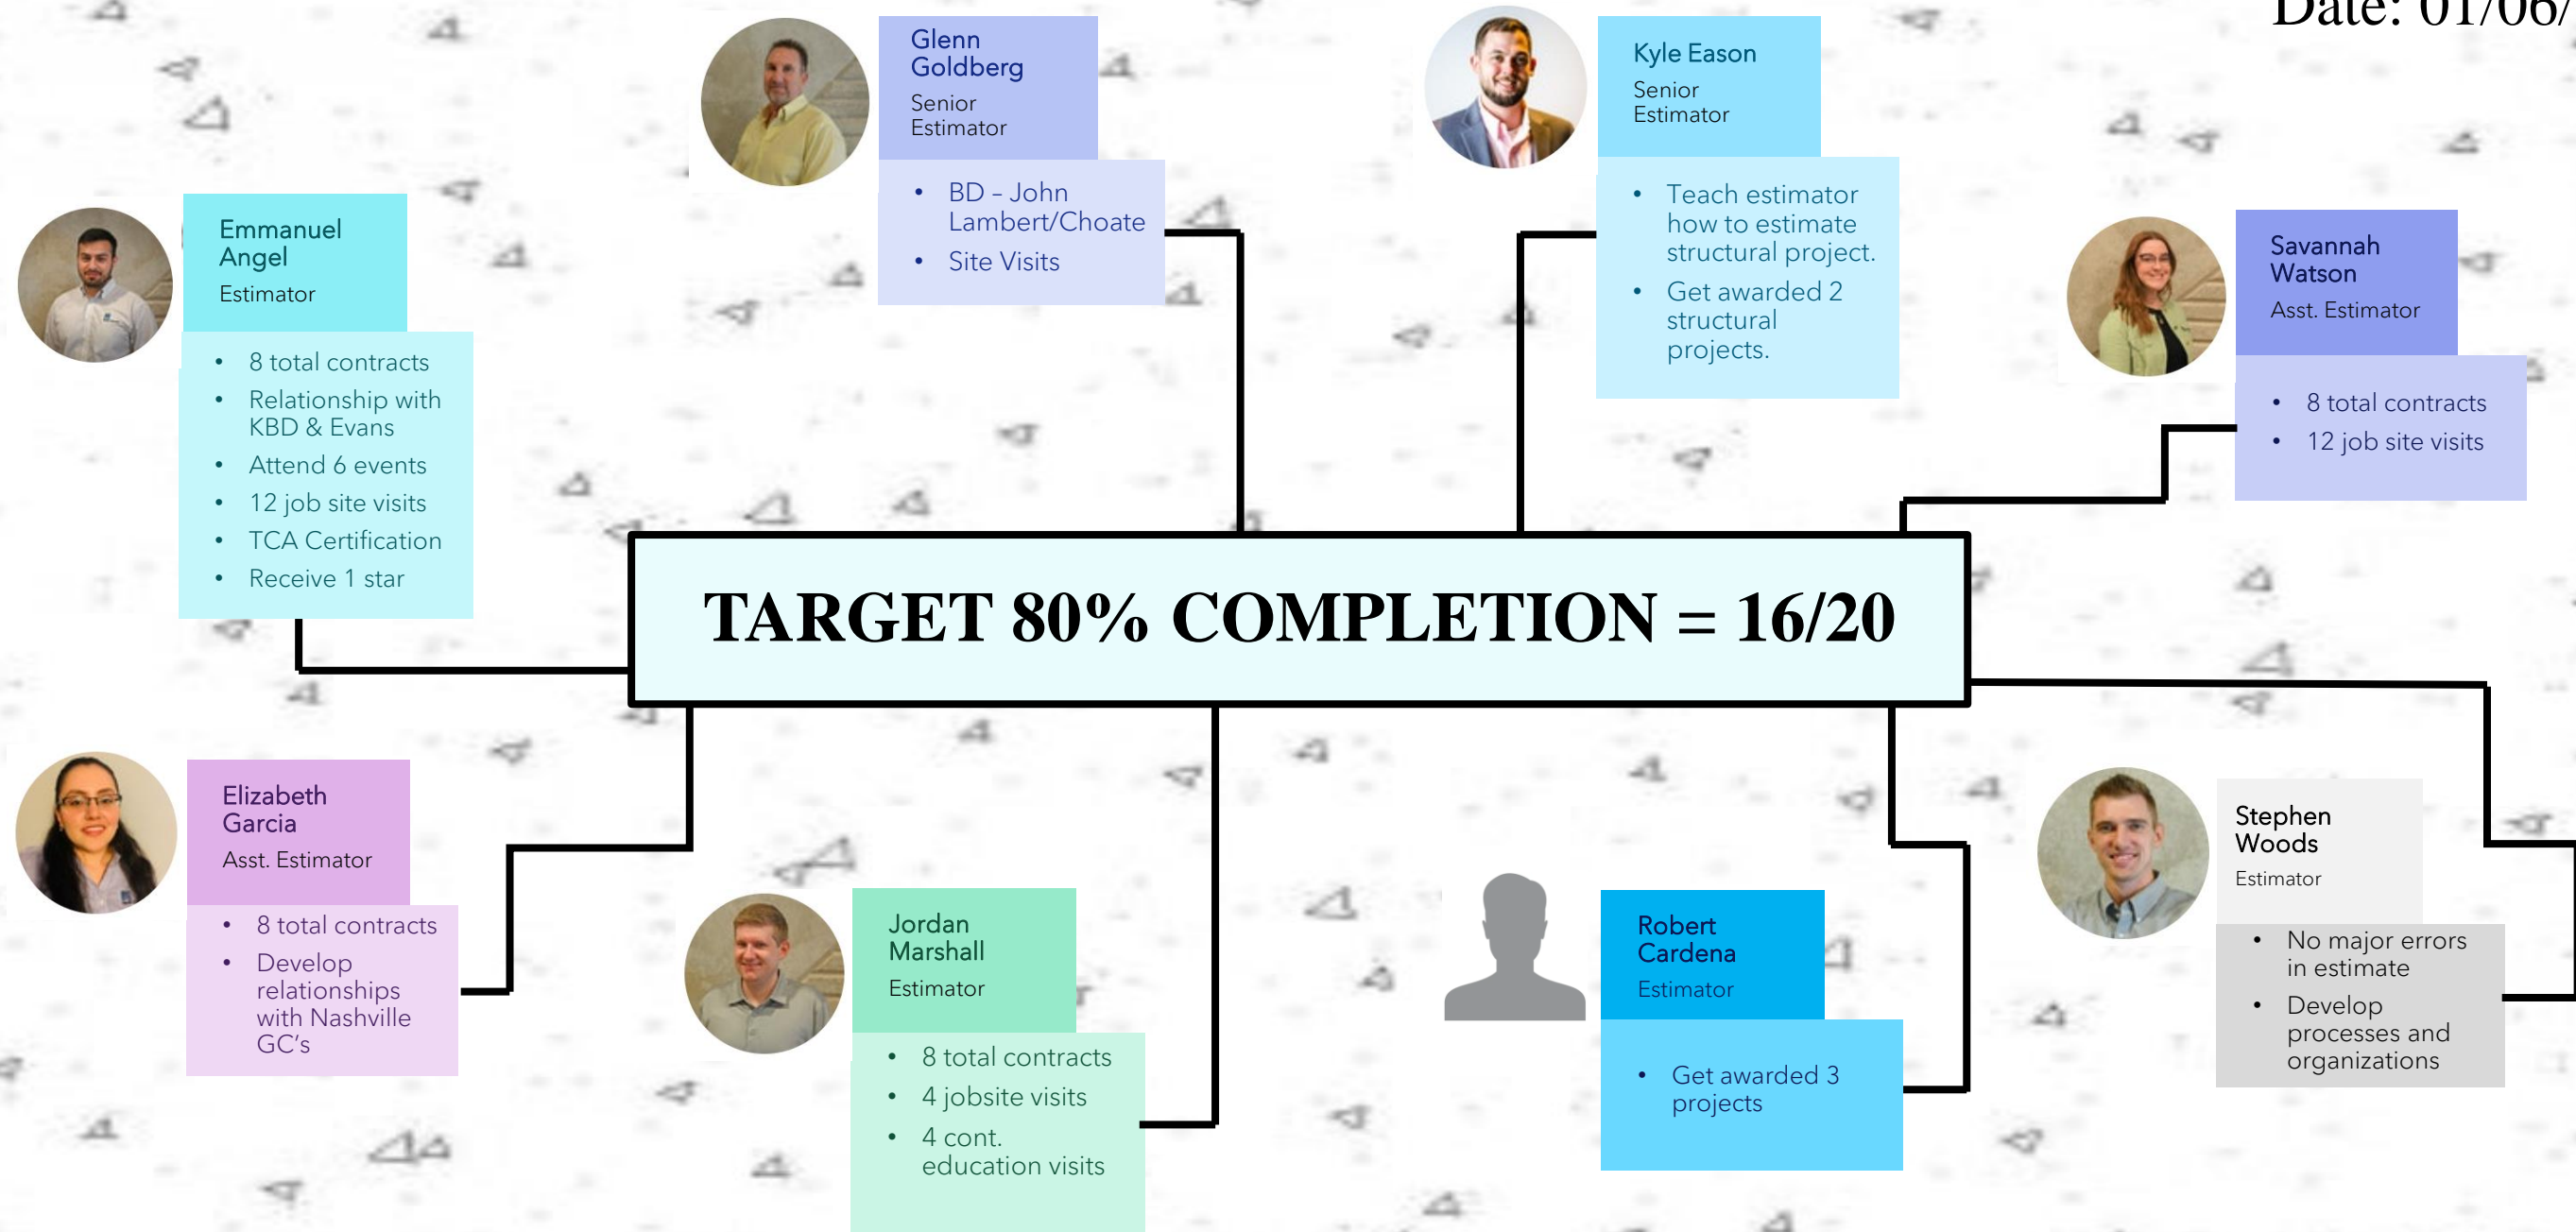 Date: 01/06/
Glenn
Goldberg
Senior
Estimator
• BD – John
Lambert/Choate
• Site Visits
Kyle Eason
Senior
Estimator
• Teach estimator
how to estimate
structural project.
• Get awarded 2
structural
projects.
Emmanuel
Angel
Estimator
• 8 total contracts
• Relationship with
KBD & Evans
• Attend 6 events
• 12 job site visits
• TCA Certification
• Receive 1 star
Savannah
Watson
Asst. Estimator
• 8 total contracts
• 12 job site visits
TARGET 80% COMPLETION = 16/20
Elizabeth
Garcia
Asst. Estimator
• 8 total contracts
• Develop
relationships
with Nashville
GC’s
Jordan
Marshall
Estimator
• 8 total contracts
• 4 jobsite visits
• 4 cont.
education visits
Robert
Cardena
Estimator
• Get awarded 3
projects
Stephen
Woods
Estimator
• No major errors
in estimate
• Develop
processes and
organizations